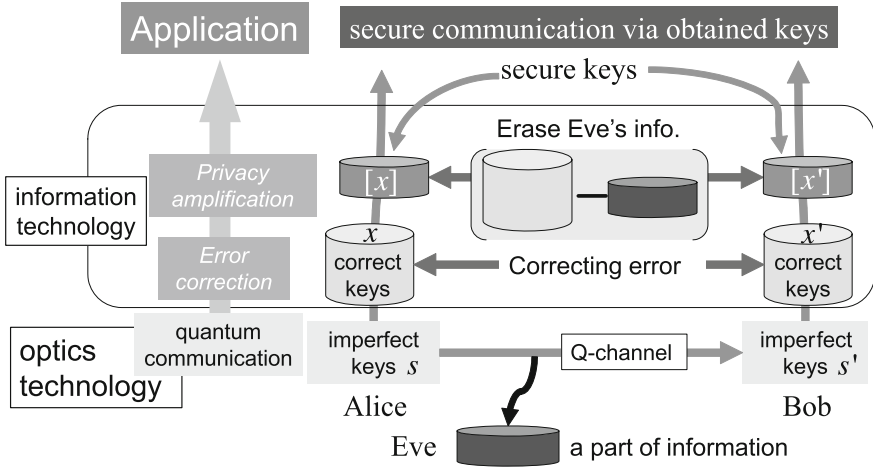 Application
secure communication via obtained keys
secure keys
Erase Eve's info.
Privacy
amplification
[x]
[x']
information
technology
x
correct
keys
x'
correct
keys
Error
correction
Correcting error
optics
technology
quantum
communication
imperfect
keys s
Q-channel
imperfect
keys s'
Alice
Bob
Eve
a part of information